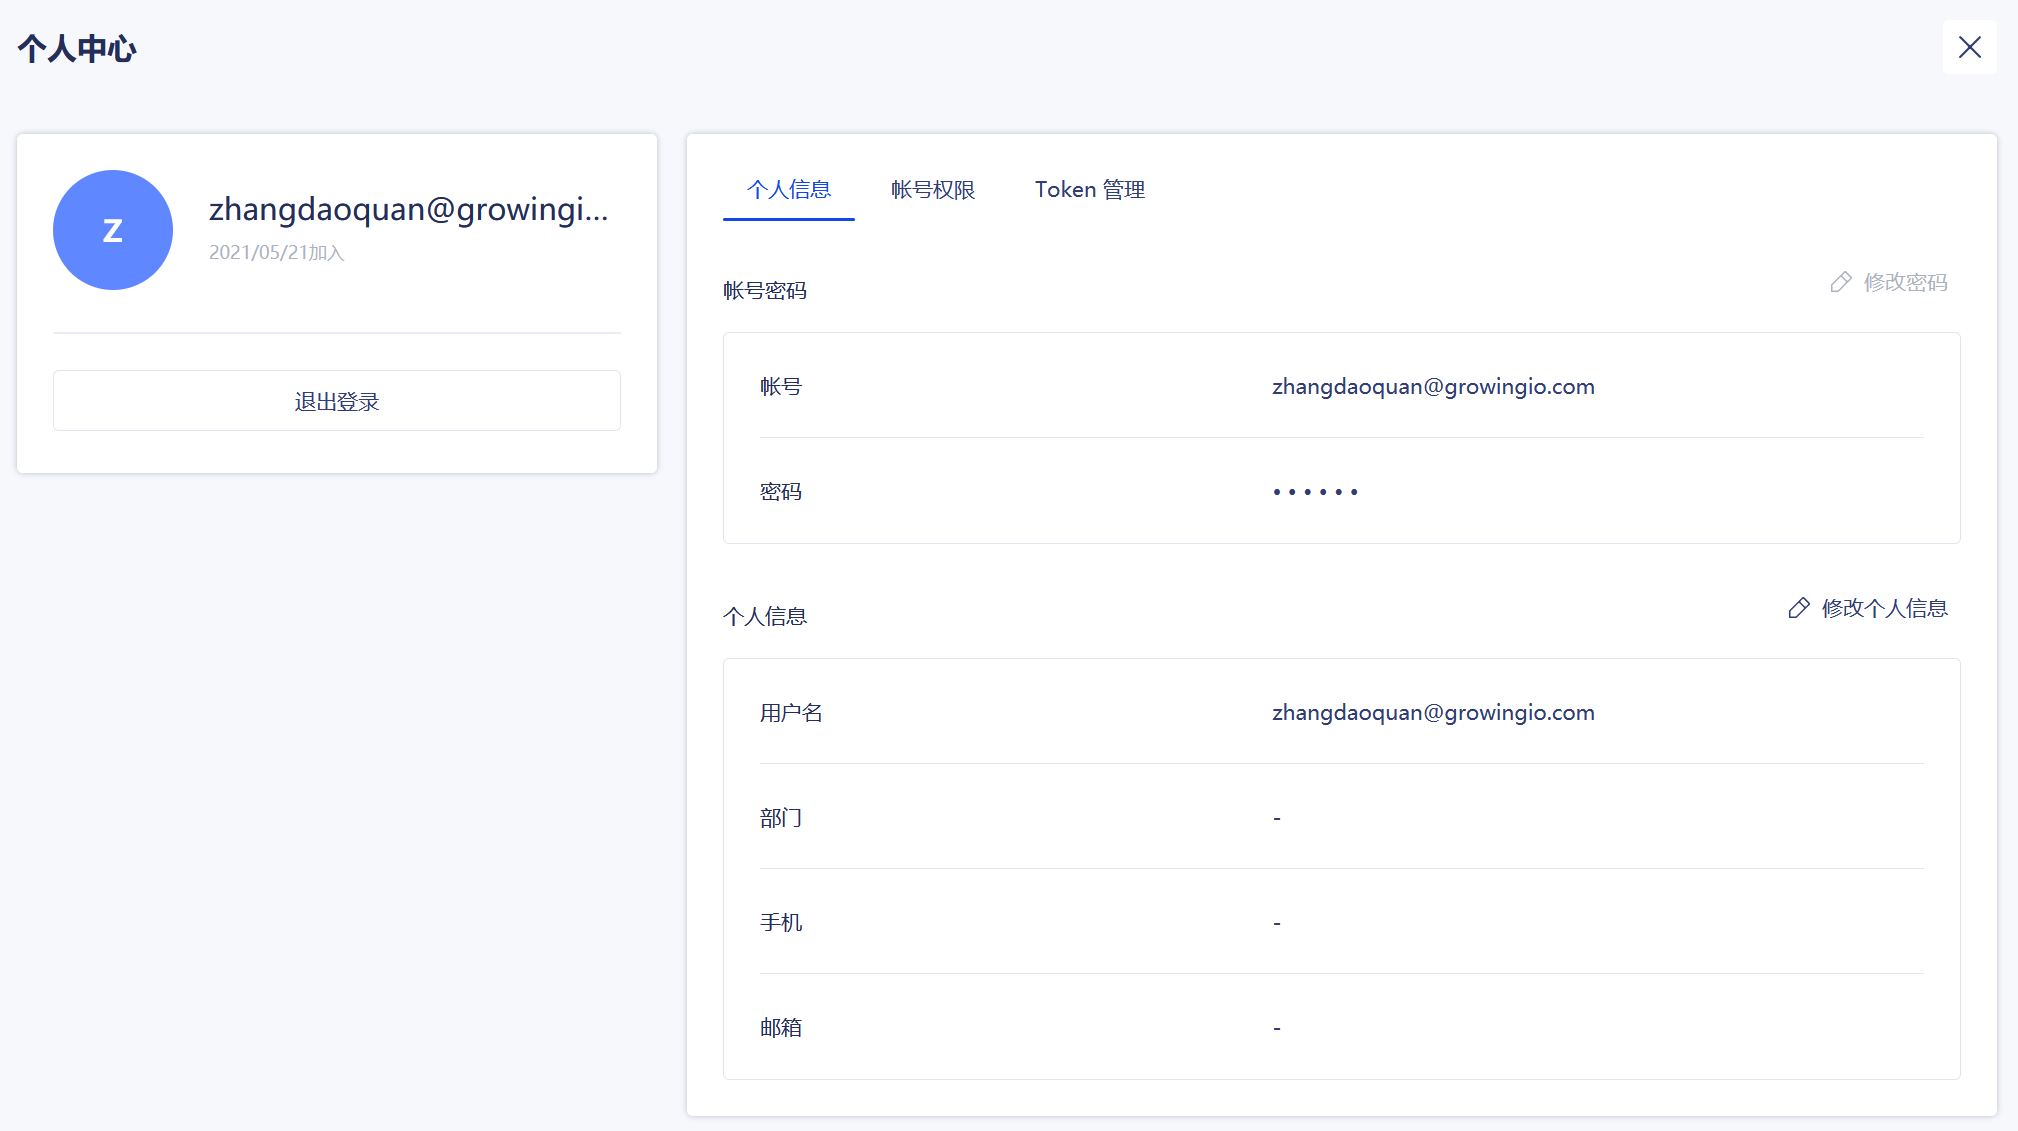 个人中心
Z
zhangdaoquan@growingi...
2021/05/21加入
退出登录
个人信息 帐号权限 Token 管理
帐号密码 修改密码
帐号 zhangdaoquan@growingio.com
密码 ••••••
个人信息 修改个人信息
用户名 zhangdaoquan@growingio.com
部门 -
手机 -
邮箱 -